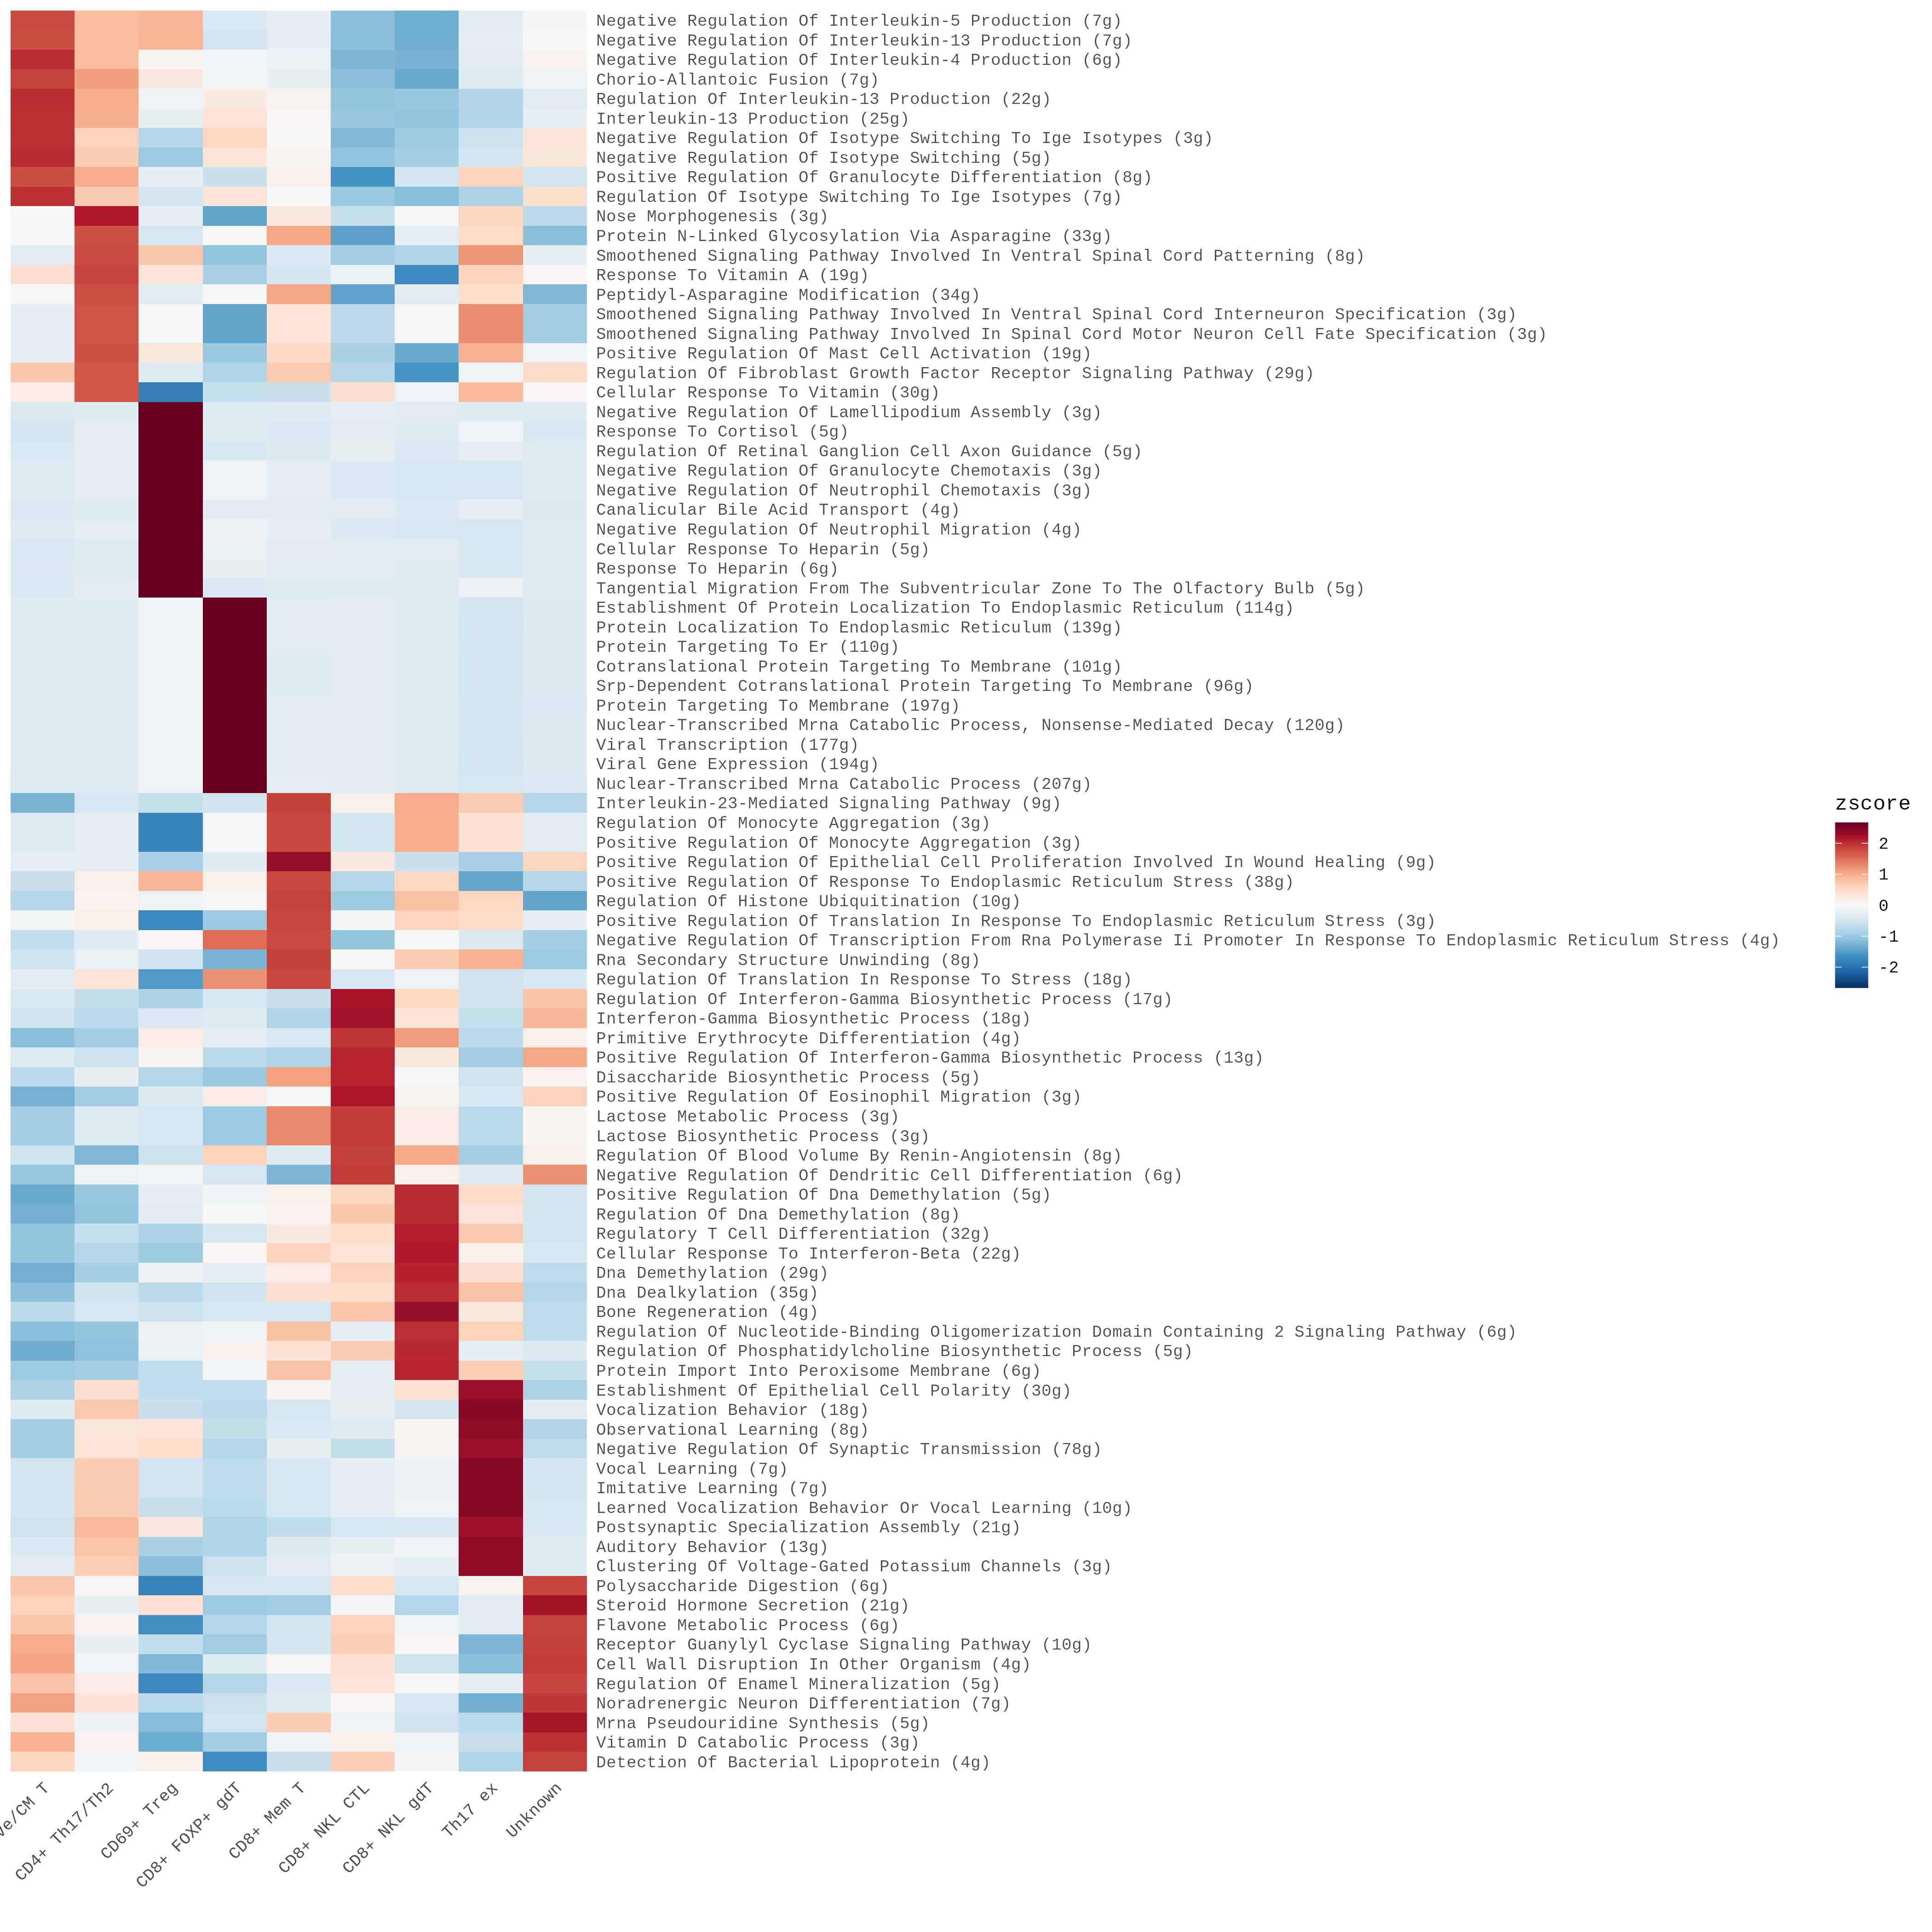 Negative Regulation Of Interleukin-5 Production (7g)
Negative Regulation Of Interleukin-13 Production (7g)
Negative Regulation Of Interleukin-4 Production (6g)
Chorio-Allantoic Fusion (7g)
Regulation Of Interleukin-13 Production (22g)
Interleukin-13 Production (25g)
Negative Regulation Of Isotype Switching To Ige Isotypes (3g)
Negative Regulation Of Isotype Switching (5g)
Positive Regulation Of Granulocyte Differentiation (8g)
Regulation Of Isotype Switching To Ige Isotypes (7g)
Nose Morphogenesis (3g)
Protein N-Linked Glycosylation Via Asparagine (33g)
Smoothened Signaling Pathway Involved In Ventral Spinal Cord Patterning (8g)
Response To Vitamin A (19g)
Peptidyl-Asparagine Modification (34g)
Smoothened Signaling Pathway Involved In Ventral Spinal Cord Interneuron Specification (3g)
Smoothened Signaling Pathway Involved In Spinal Cord Motor Neuron Cell Fate Specification (3g)
Positive Regulation Of Mast Cell Activation (19g)
Regulation Of Fibroblast Growth Factor Receptor Signaling Pathway (29g)
Cellular Response To Vitamin (30g)
Negative Regulation Of Lamellipodium Assembly (3g)
Response To Cortisol (5g)
Regulation Of Retinal Ganglion Cell Axon Guidance (5g)
Negative Regulation Of Granulocyte Chemotaxis (3g)
Negative Regulation Of Neutrophil Chemotaxis (3g)
Canalicular Bile Acid Transport (4g)
Negative Regulation Of Neutrophil Migration (4g)
Cellular Response To Heparin (5g)
Response To Heparin (6g)
Tangential Migration From The Subventricular Zone To The Olfactory Bulb (5g)
Establishment Of Protein Localization To Endoplasmic Reticulum (114g)
Protein Localization To Endoplasmic Reticulum (139g)
Protein Targeting To Er (110g)
Cotranslational Protein Targeting To Membrane (101g)
Srp-Dependent Cotranslational Protein Targeting To Membrane (96g)
Protein Targeting To Membrane (197g)
Nuclear-Transcribed Mrna Catabolic Process, Nonsense-Mediated Decay (120g)
Viral Transcription (177g)
Viral Gene Expression (194g)
Nuclear-Transcribed Mrna Catabolic Process (207g)
Interleukin-23-Mediated Signaling Pathway (9g)
Regulation Of Monocyte Aggregation (3g)
Positive Regulation Of Monocyte Aggregation (3g)
Positive Regulation Of Epithelial Cell Proliferation Involved In Wound Healing (9g)
Positive Regulation Of Response To Endoplasmic Reticulum Stress (38g)
Regulation Of Histone Ubiquitination (10g)
Positive Regulation Of Translation In Response To Endoplasmic Reticulum Stress (3g)
Negative Regulation Of Transcription From Rna Polymerase Ii Promoter In Response To Endoplasmic Reticulum Stress (4g)
Rna Secondary Structure Unwinding (8g)
Regulation Of Translation In Response To Stress (18g)
Regulation Of Interferon-Gamma Biosynthetic Process (17g)
Interferon-Gamma Biosynthetic Process (18g)
Primitive Erythrocyte Differentiation (4g)
Positive Regulation Of Interferon-Gamma Biosynthetic Process (13g)
Disaccharide Biosynthetic Process (5g)
Positive Regulation Of Eosinophil Migration (3g)
Lactose Metabolic Process (3g)
Lactose Biosynthetic Process (3g)
Regulation Of Blood Volume By Renin-Angiotensin (8g)
Negative Regulation Of Dendritic Cell Differentiation (6g)
Positive Regulation Of Dna Demethylation (5g)
Regulation Of Dna Demethylation (8g)
Regulatory T Cell Differentiation (32g)
Cellular Response To Interferon-Beta (22g)
Dna Demethylation (29g)
Dna Dealkylation (35g)
Bone Regeneration (4g)
Regulation Of Nucleotide-Binding Oligomerization Domain Containing 2 Signaling Pathway (6g)
Regulation Of Phosphatidylcholine Biosynthetic Process (5g)
Protein Import Into Peroxisome Membrane (6g)
Establishment Of Epithelial Cell Polarity (30g)
Vocalization Behavior (18g)
Observational Learning (8g)
Negative Regulation Of Synaptic Transmission (78g)
Vocal Learning (7g)
Imitative Learning (7g)
Learned Vocalization Behavior Or Vocal Learning (10g)
Postsynaptic Specialization Assembly (21g)
Auditory Behavior (13g)
Clustering Of Voltage-Gated Potassium Channels (3g)
Polysaccharide Digestion (6g)
Steroid Hormone Secretion (21g)
Flavone Metabolic Process (6g)
Receptor Guanylyl Cyclase Signaling Pathway (10g)
Cell Wall Disruption In Other Organism (4g)
Regulation Of Enamel Mineralization (5g)
Noradrenergic Neuron Differentiation (7g)
Mrna Pseudouridine Synthesis (5g)
Vitamin D Catabolic Process (3g)
Detection Of Bacterial Lipoprotein (4g)
ve/CM T
CD4+ Th17/Th2
CD69+ Treg
CD8+ FOXP+ gdT
CD8+ Mem T
CD8+ NKL CTL
CD8+ NKL gdT
Th17 ex
Unknown
zscore
2
1
0
-1
-2